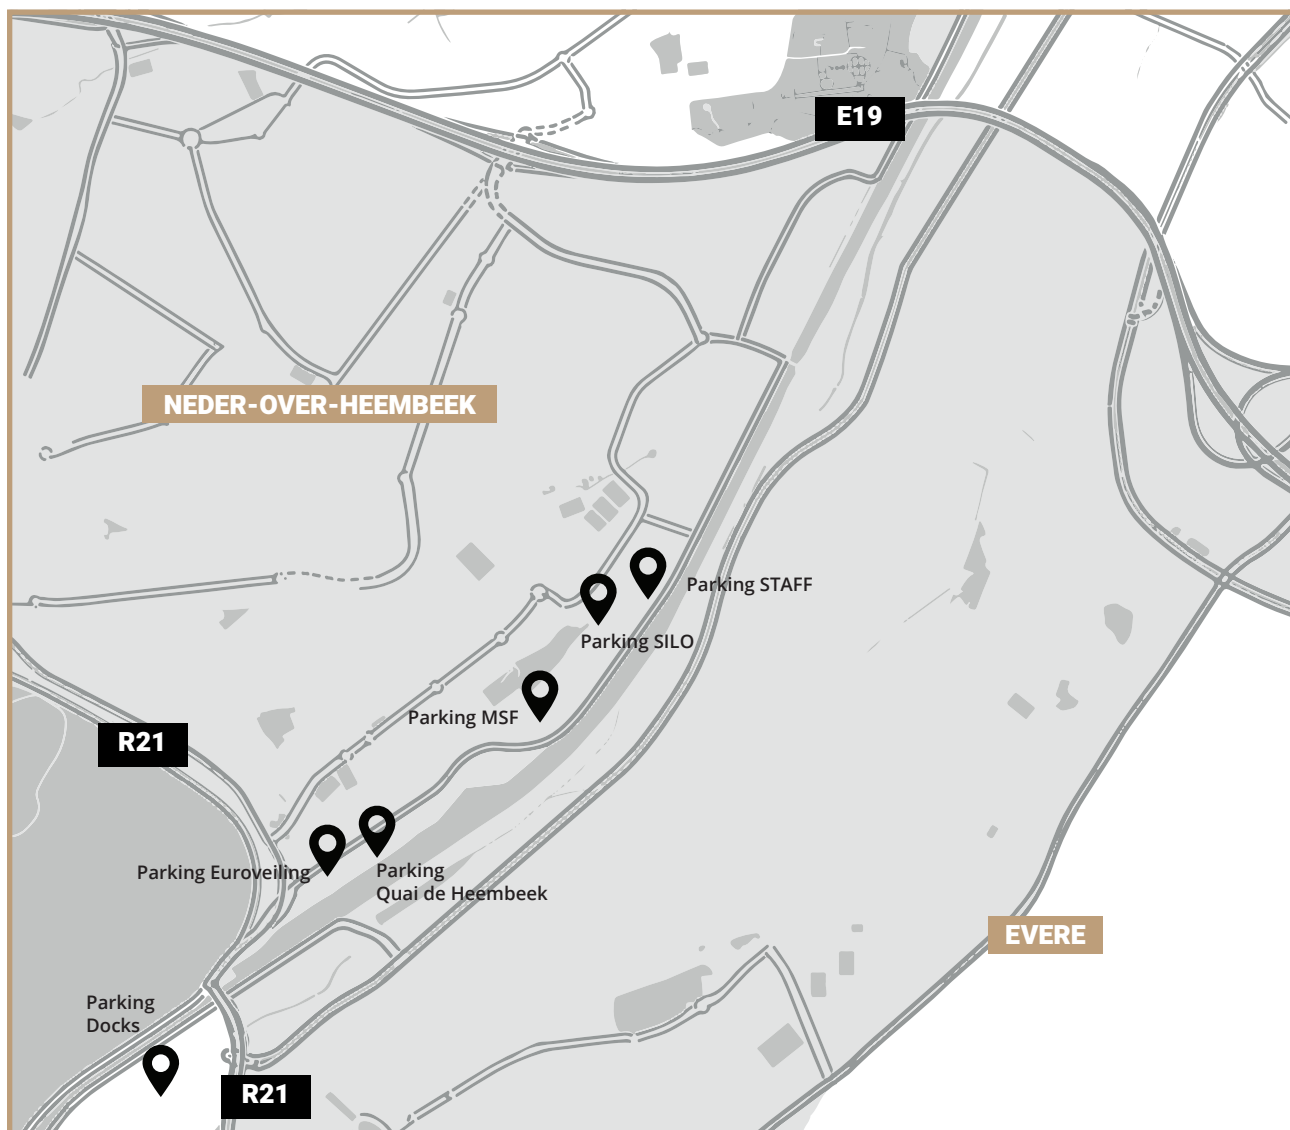 E19
NEDER-OVER-HEEMBEEK
Parking STAFF
Parking SILO
Parking MSF
R21
Parking Euroveiling
Parking
Quai de Heembeek
EVERE
Parking
Docks
R21